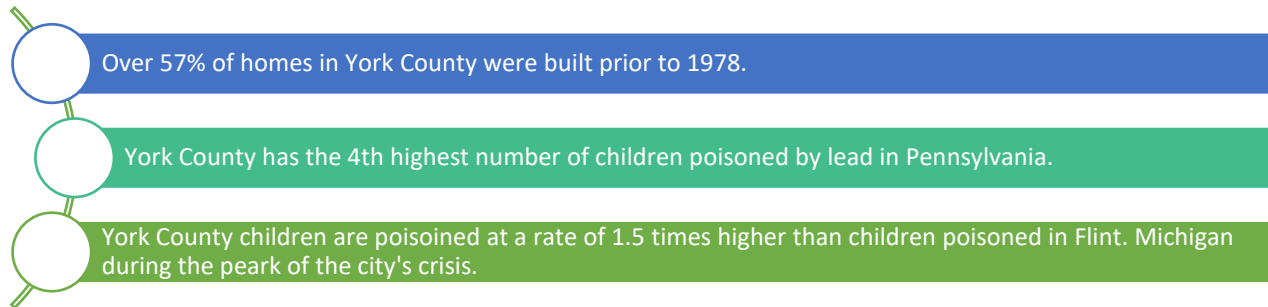 Over 57% of homes in York County were built prior to 1978.
York County has the 4th highest number of children poisoned by lead in Pennsylvania.
York County children are poisoined at a rate of 1.5 times higher than children poisoned in Flint. Michigan
during the peark of the city's crisis.